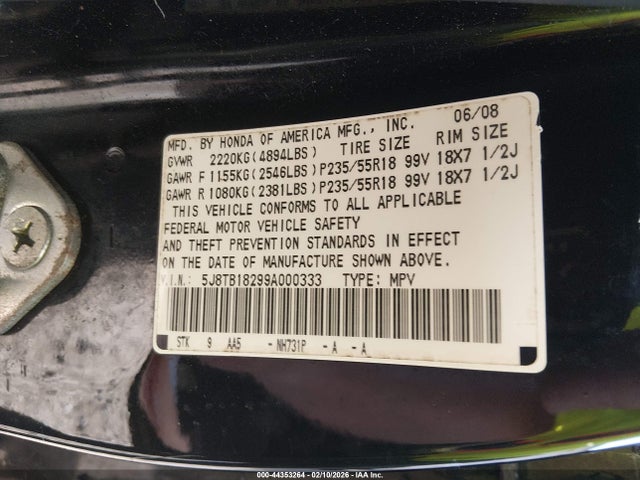 MFD. BY HONDA OF AMERICA MFG., INC. 06/08
GVWR 2220KG(4894LBS) TIRE SIZE RIM SIZE
GAWR F 1155KG(2546LBS)P235/55R18 99V 18X7 1/2J
GAWR R 1080KG(2381LBS)P235/55R18 99V 18X7 1/2J
THIS VEHICLE CONFORMS TO ALL APPLICABLE
FEDERAL MOTOR VEHICLE SAFETY
AND THEFT PREVENTION STANDARDS IN EFFECT
ON THE DATE OF MANUFACTURE SHOWN ABOVE.
V.I.N.: 5J8TB18299A000333 TYPE: MPV
STK 9 AA5 -NH731P -A -A
000-44353264 - 02/10/2026 - IAA Inc.